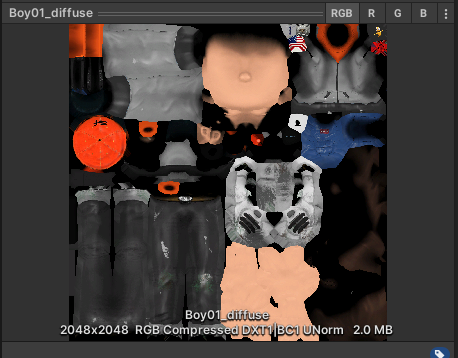 Boy01_diffuse
RGB R G B
Boy01_diffuse
2048x2048 RGB Compressed DXT1|BC1 UNorm 2.0 MB